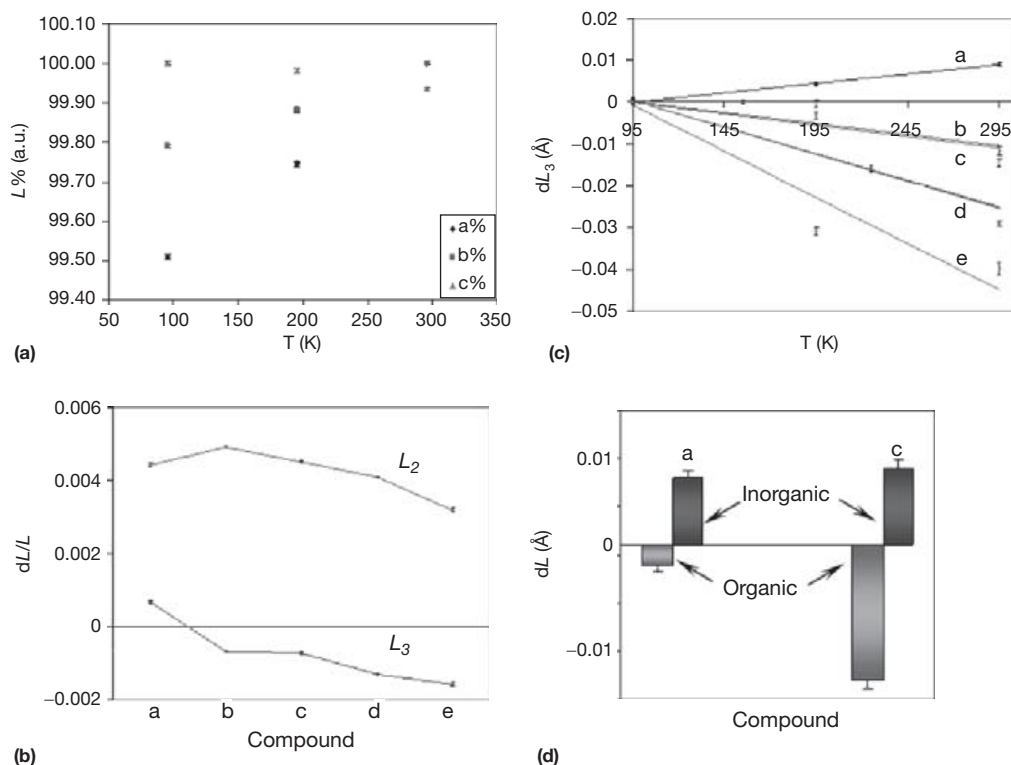 100.10
100.00
99.90
99.80
99.70
99.60
99.50
99.40
L% (a.u.)
50 100 150 200 250 300 350
T (K)
a%
b%
c%
(a)
0.02
0.01
0
−0.01
−0.02
−0.03
−0.04
−0.05
dL₃ (Å)
95 145 195 245 295
a
b
c
d
e
T (K)
(c)
0.006
0.004
0.002
0
−0.002
dL/L
L₂
L₃
a b c d e
Compound
(b)
0.01
0
−0.01
dL (Å)
a
c
Inorganic
Organic
Compound
(d)